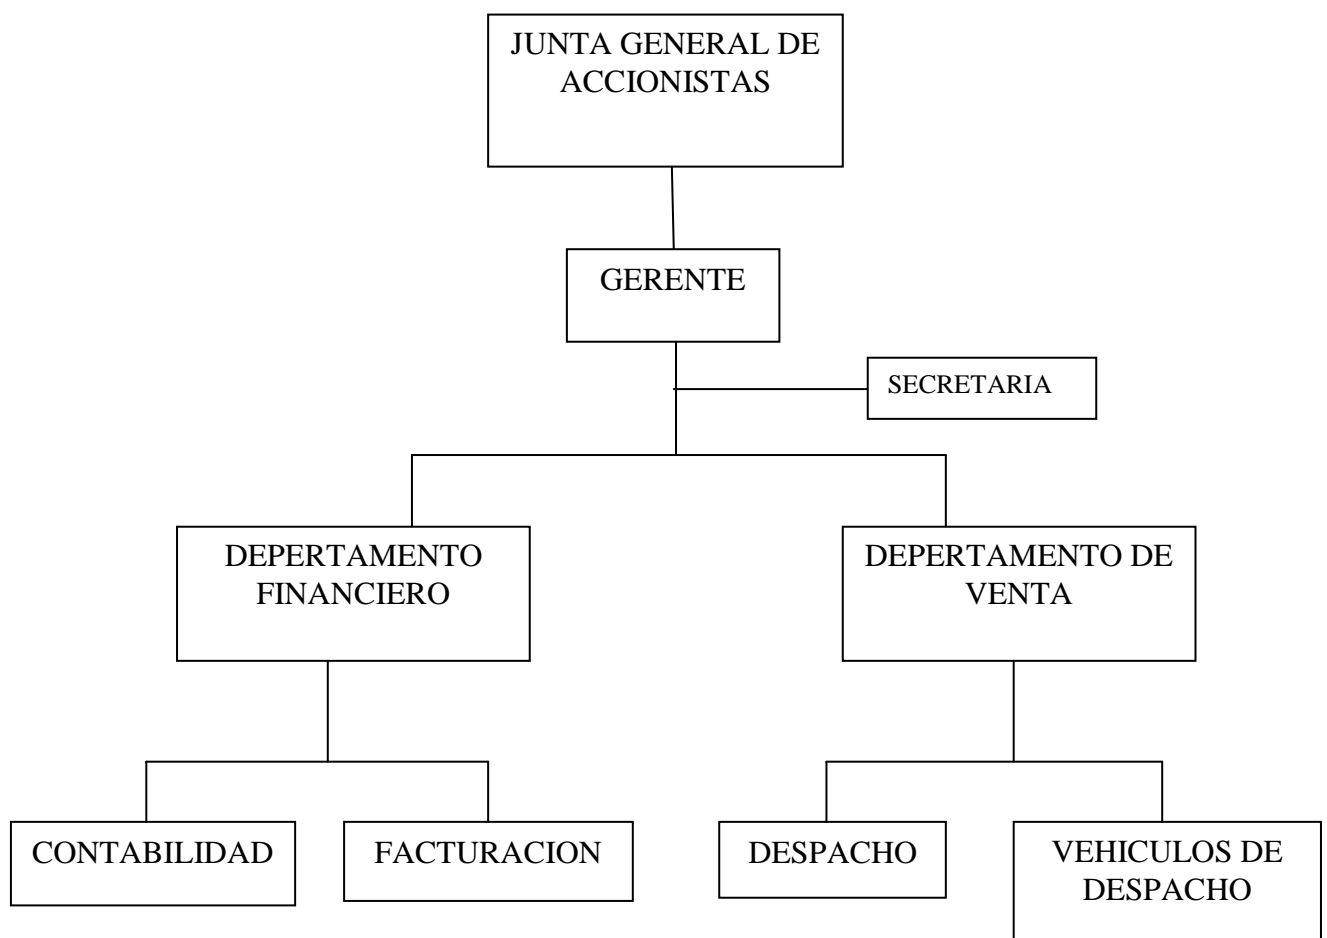 JUNTA GENERAL DE
ACCIONISTAS
GERENTE
SECRETARIA
DEPERTAMENTO
FINANCIERO
DEPERTAMENTO DE
VENTA
CONTABILIDAD
FACTURACION
DESPACHO
VEHICULOS DE
DESPACHO